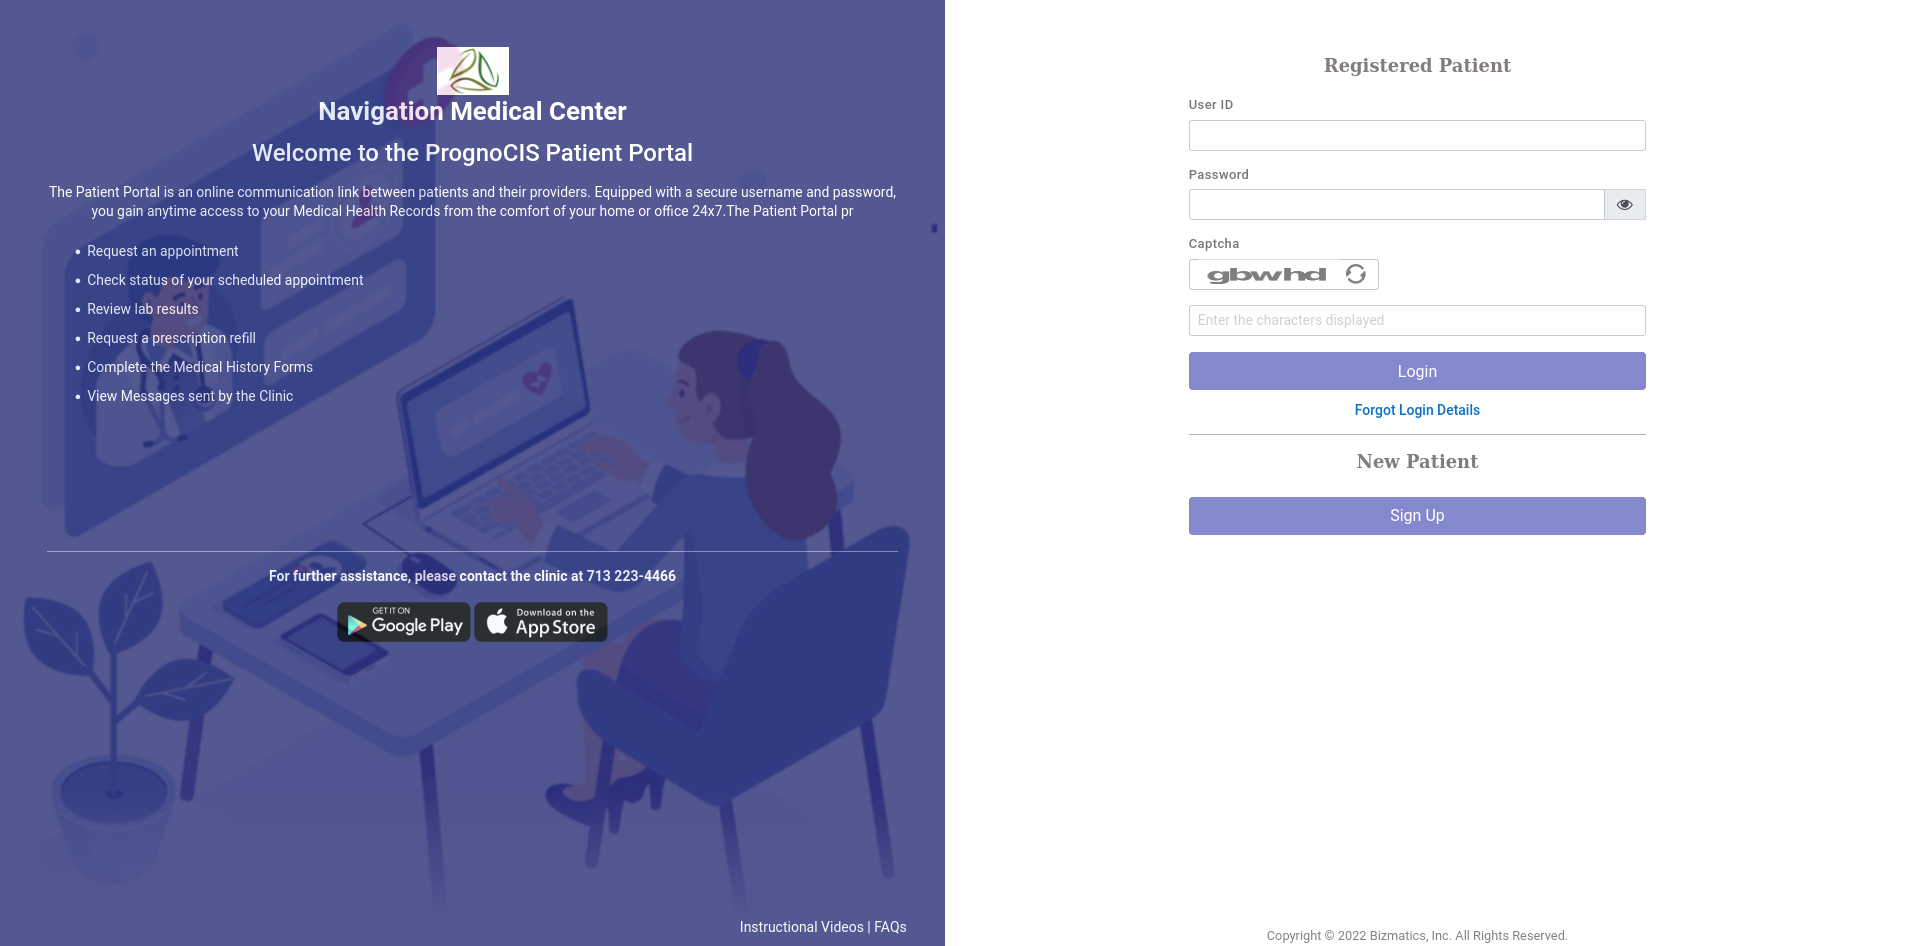 Navigation Medical Center
Welcome to the PrognoCIS Patient Portal
The Patient Portal is an online communication link between patients and their providers. Equipped with a secure username and password,
you gain anytime access to your Medical Health Records from the comfort of your home or office 24x7.The Patient Portal pr
• Request an appointment
• Check status of your scheduled appointment
• Review lab results
• Request a prescription refill
• Complete the Medical History Forms
• View Messages sent by the Clinic
For further assistance, please contact the clinic at 713 223-4466
GET IT ON
Google Play
Download on the
App Store
Instructional Videos | FAQs
Registered Patient
User ID
Password
Captcha
gbwhd
Enter the characters displayed
Login
Forgot Login Details
New Patient
Sign Up
Copyright © 2022 Bizmatics, Inc. All Rights Reserved.